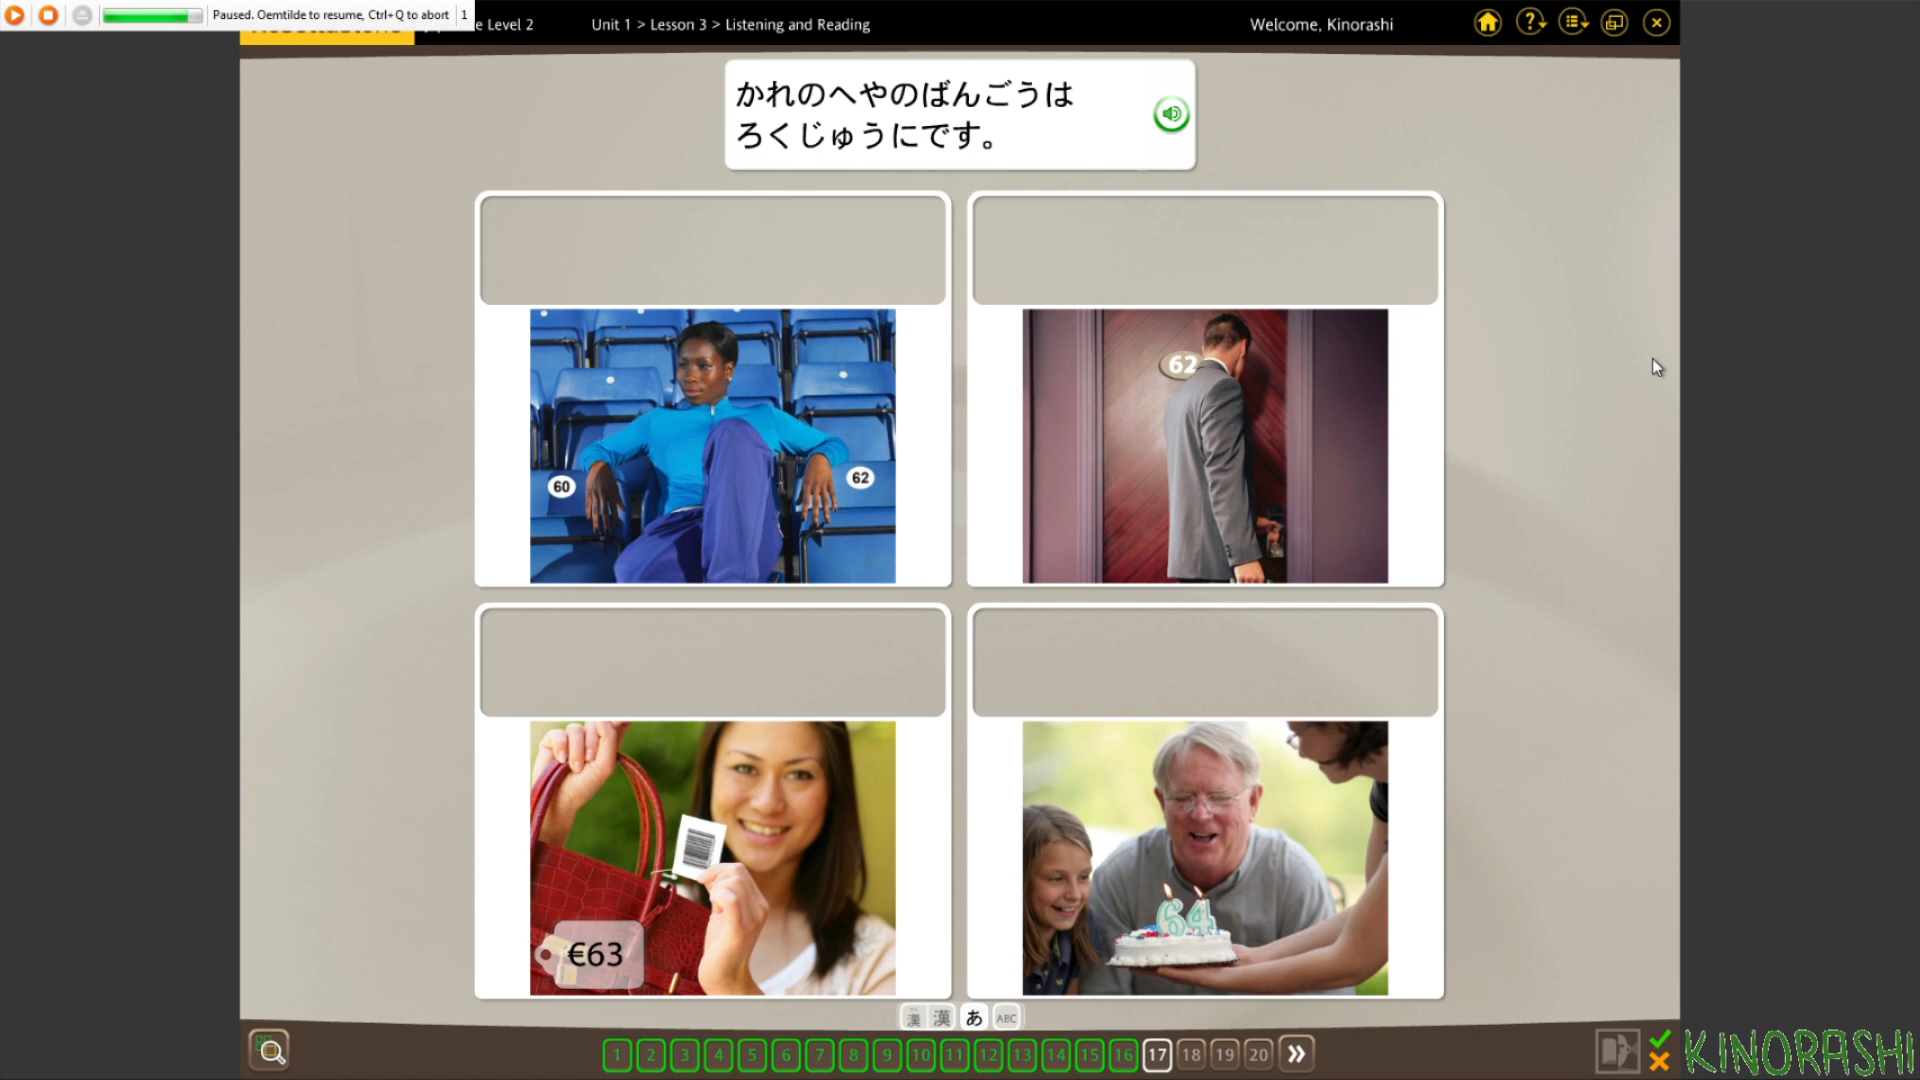 Paused. Oemtilde to resume, Ctrl+Q to abort 1
e Level 2
Unit 1 > Lesson 3 > Listening and Reading
Welcome, Kinorashi
かれのへやのばんごうは
ろくじゅうにです。
60
62
62
€63
64
漢 漢 あ ABC
1 2 3 4 5 6 7 8 9 10 11 12 13 14 15 16 17 18 19 20
KINORASHI